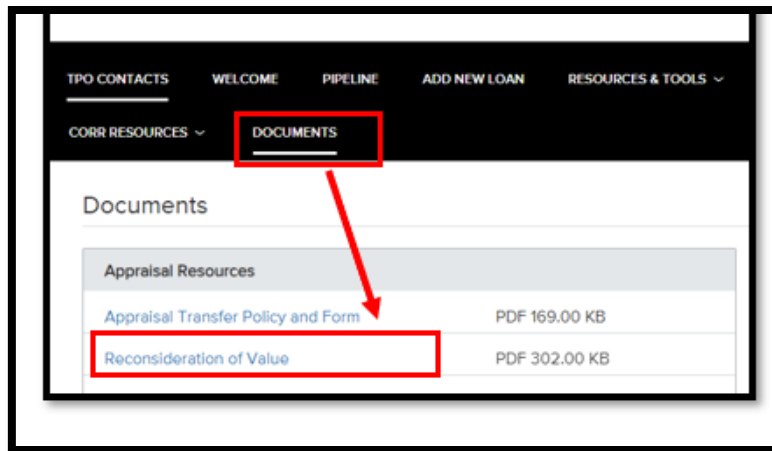 TPO CONTACTS WELCOME PIPELINE ADD NEW LOAN RESOURCES & TOOLS
CORR RESOURCES DOCUMENTS
Documents
Appraisal Resources
Appraisal Transfer Policy and Form PDF 169.00 KB
Reconsideration of Value PDF 302.00 KB